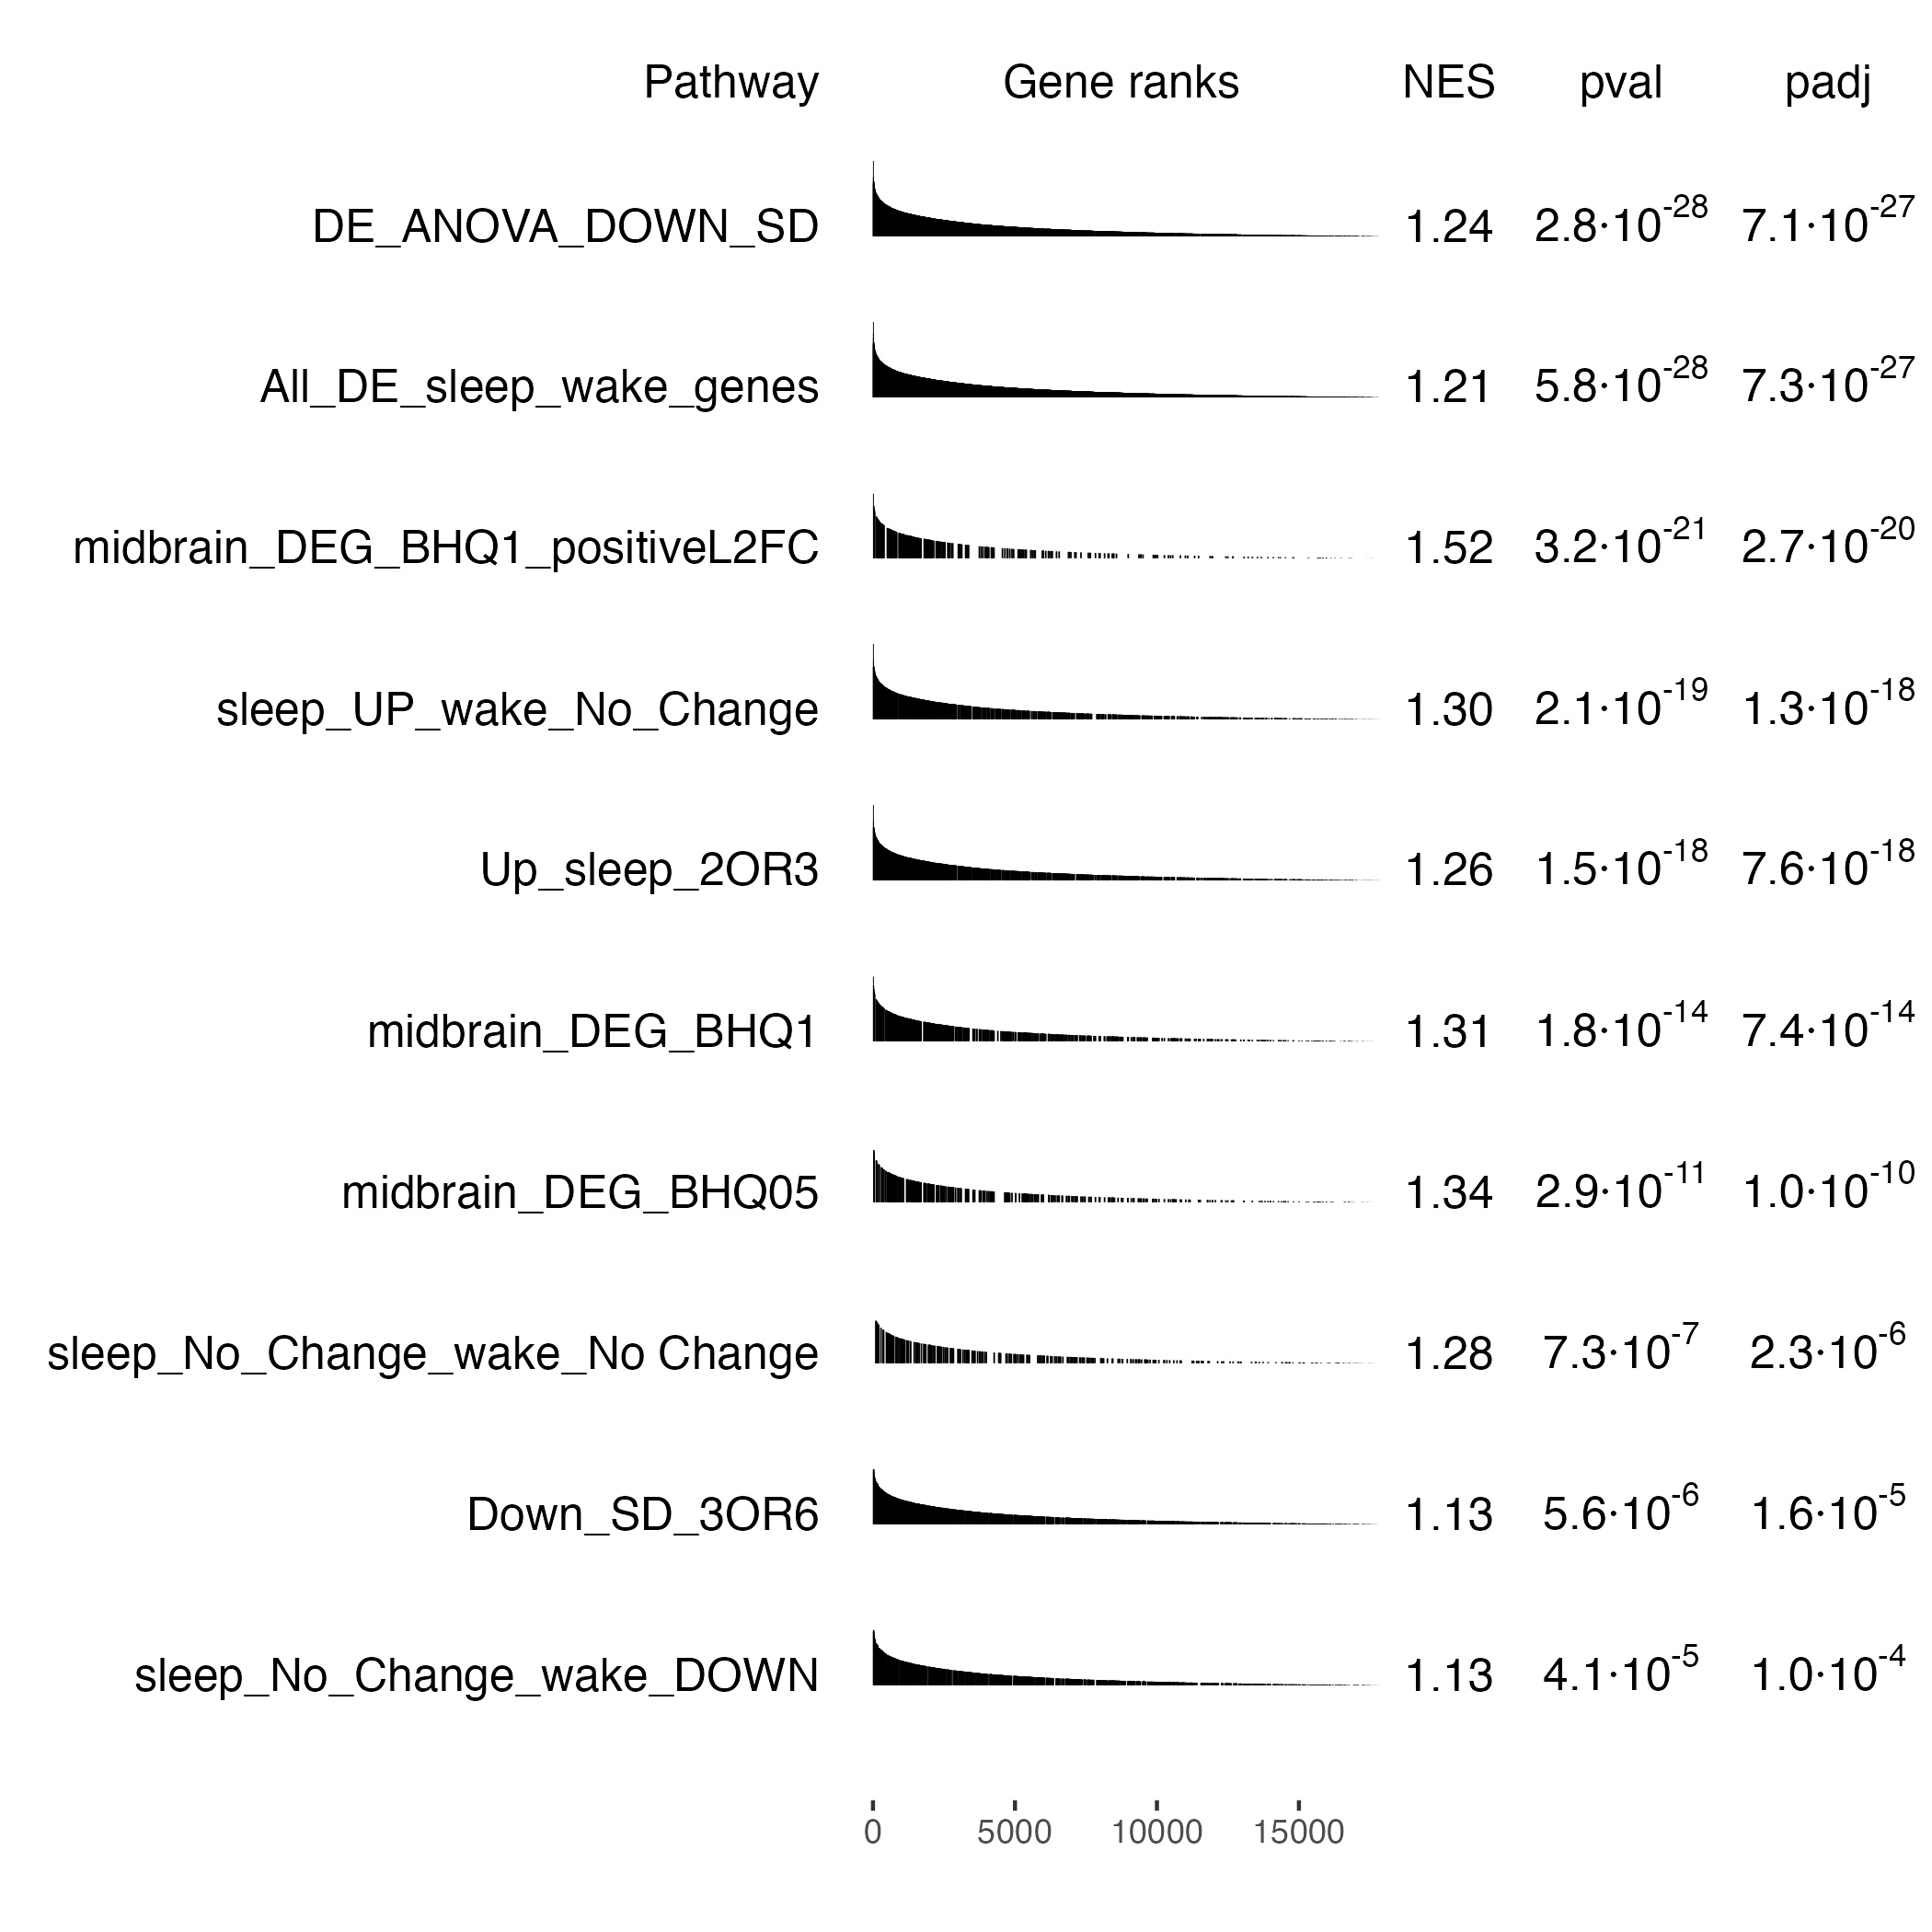 Pathway Gene ranks NES pval padj
DE_ANOVA_DOWN_SD 1.24 2.8·10-28 7.1·10-27
All_DE_sleep_wake_genes 1.21 5.8·10-28 7.3·10-27
midbrain_DEG_BHQ1_positiveL2FC 1.52 3.2·10-21 2.7·10-20
sleep_UP_wake_No_Change 1.30 2.1·10-19 1.3·10-18
Up_sleep_2OR3 1.26 1.5·10-18 7.6·10-18
midbrain_DEG_BHQ1 1.31 1.8·10-14 7.4·10-14
midbrain_DEG_BHQ05 1.34 2.9·10-11 1.0·10-10
sleep_No_Change_wake_No Change 1.28 7.3·10-7 2.3·10-6
Down_SD_3OR6 1.13 5.6·10-6 1.6·10-5
sleep_No_Change_wake_DOWN 1.13 4.1·10-5 1.0·10-4
0 5000 10000 15000